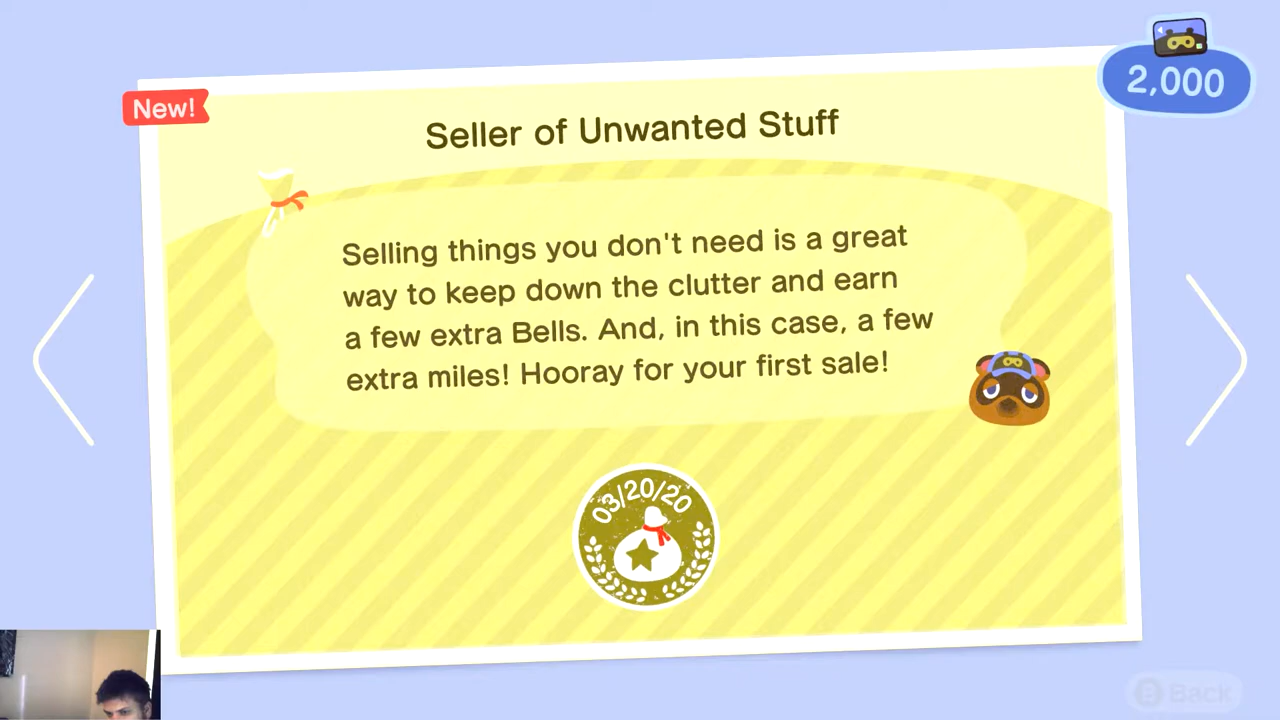 2,000
New!
Seller of Unwanted Stuff
Selling things you don't need is a great
way to keep down the clutter and earn
a few extra Bells. And, in this case, a few
extra miles! Hooray for your first sale!
03/20/20
B Back